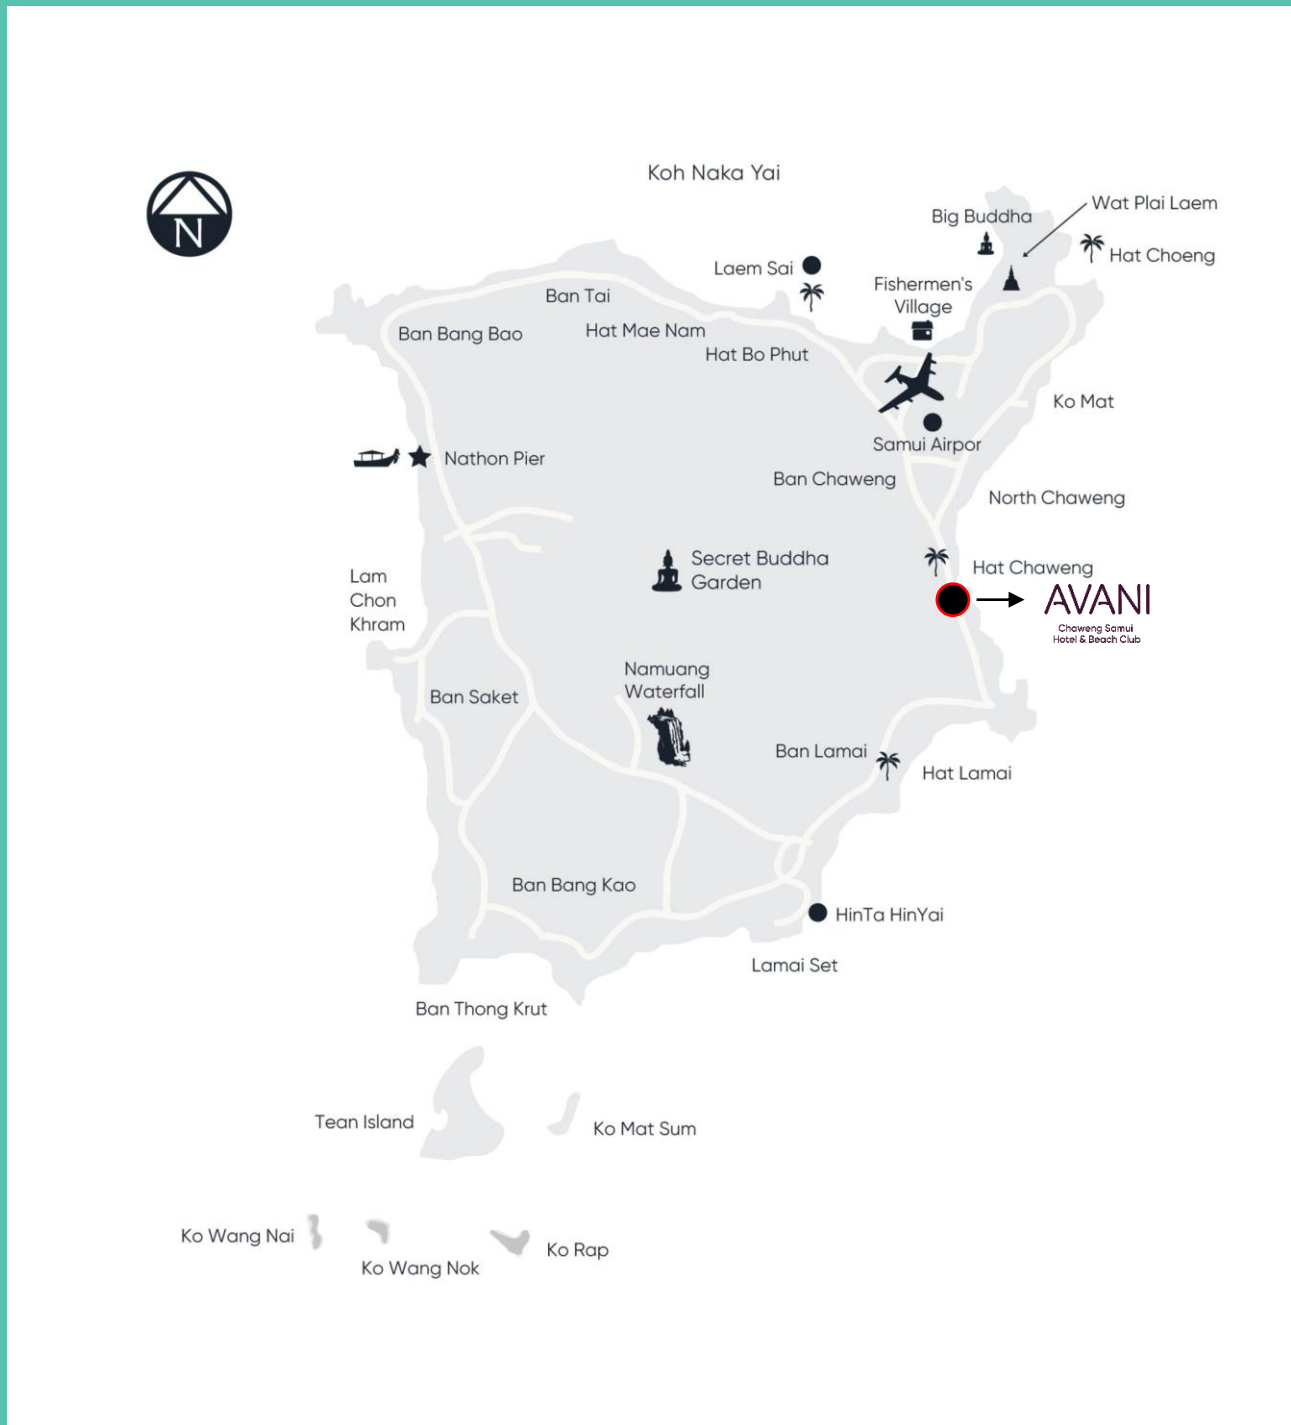 Koh Naka Yai
N
Wat Plai Laem
Big Buddha
Hat Choeng
Laem Sai
Fishermen's
Village
Ban Tai
Ban Bang Bao
Hat Mae Nam
Hat Bo Phut
Ko Mat
Samui Airpor
Nathon Pier
Ban Chaweng
North Chaweng
Secret Buddha
Garden
Hat Chaweng
Lam
Chon
Khram
AVANI
Chaweng Samui
Hotel & Beach Club
Namuang
Waterfall
Ban Saket
Ban Lamai
Hat Lamai
Ban Bang Kao
HinTa HinYai
Lamai Set
Ban Thong Krut
Tean Island
Ko Mat Sum
Ko Wang Nai
Ko Wang Nok
Ko Rap